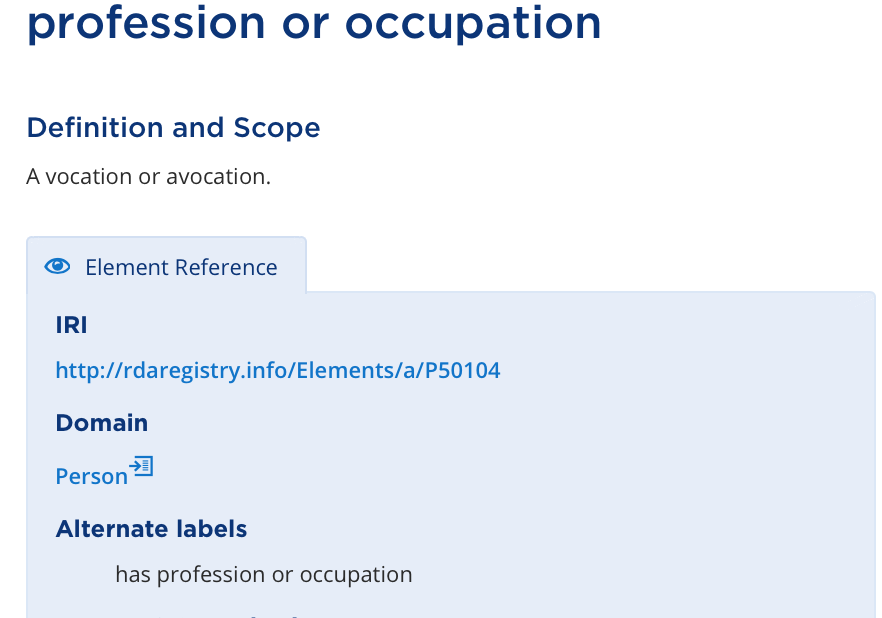 profession or occupation
Definition and Scope
A vocation or avocation.
Element Reference
IRI
http://rdaregistry.info/Elements/a/P50104
Domain
Person
Alternate labels
has profession or occupation